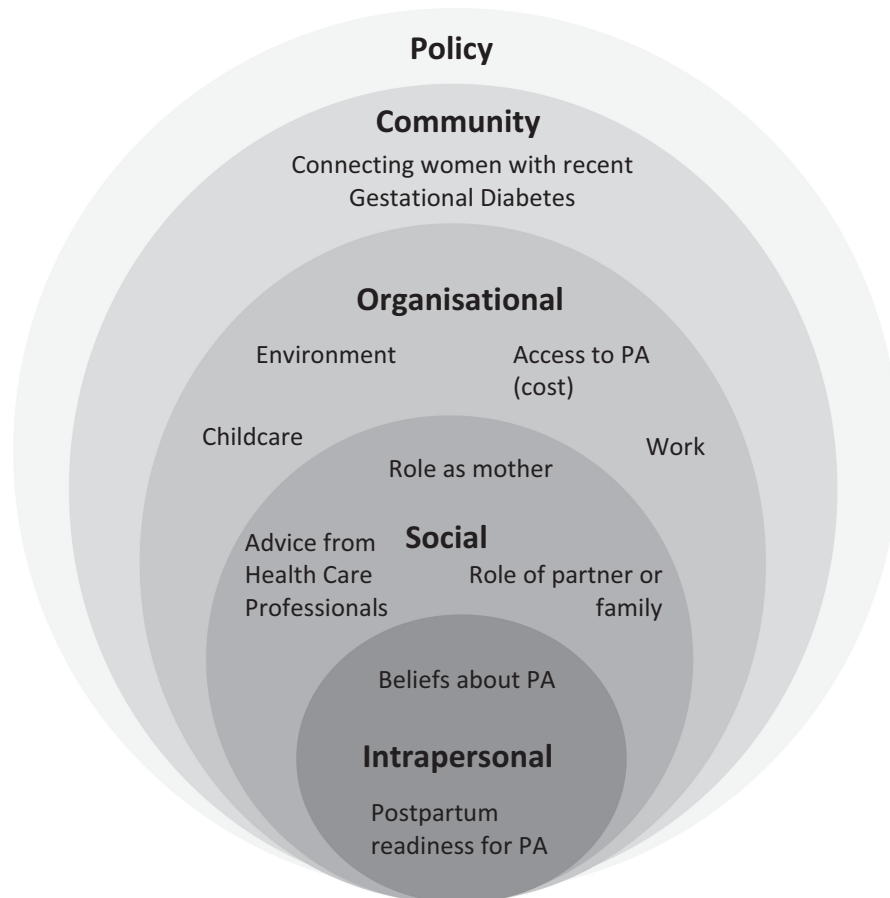 Policy
Community
Connecting women with recent
Gestational Diabetes
Organisational
Environment
Access to PA
(cost)
Childcare
Work
Role as mother
Social
Advice from
Health Care
Professionals
Role of partner or
family
Beliefs about PA
Intrapersonal
Postpartum
readiness for PA